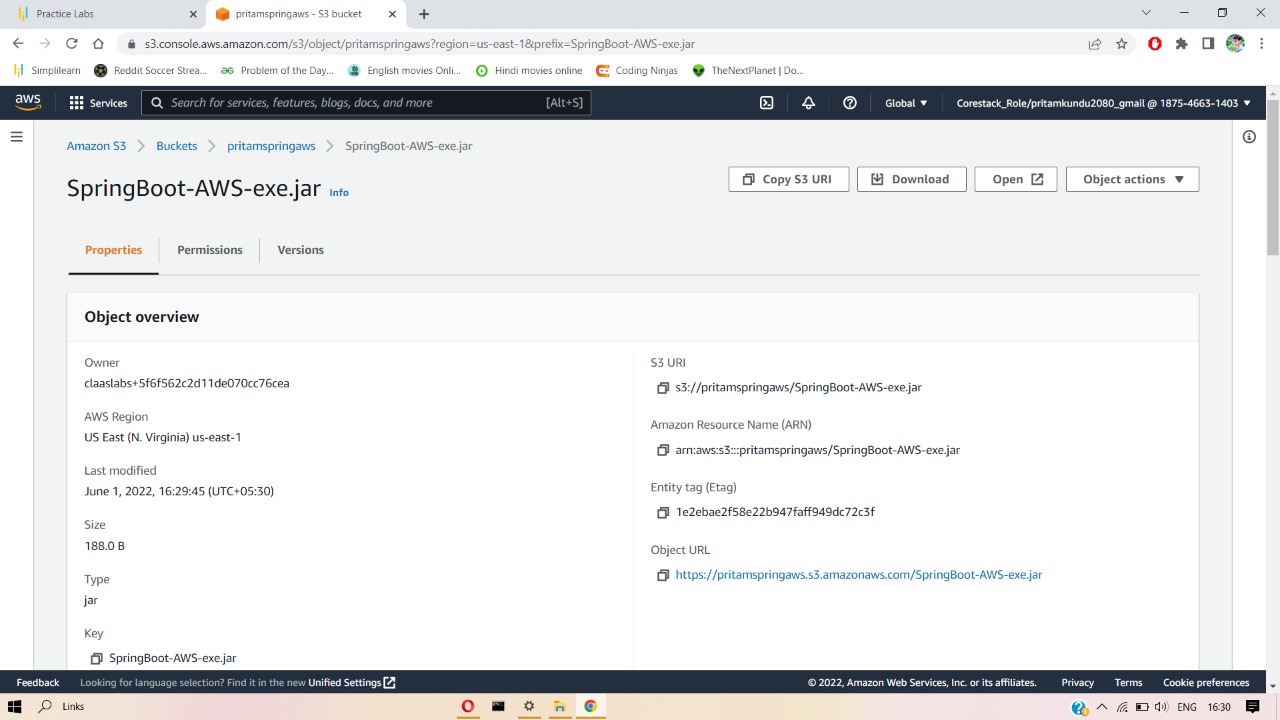 Practice Labs
pritamspringaws - S3 bucket
s3.console.aws.amazon.com/s3/object/pritamspringaws?region=us-east-1&prefix=SpringBoot-AWS-exe.jar
Simplilearn
Reddit Soccer Strea...
Problem of the Day...
English movies Onli...
Hindi movies online
Coding Ninjas
TheNextPlanet | Do...
aws
Services
Search for services, features, blogs, docs, and more
[Alt+S]
Global
Corestack_Role/pritamkundu2080_gmail @ 1875-4663-1403
Amazon S3
Buckets
pritamspringaws
SpringBoot-AWS-exe.jar
SpringBoot-AWS-exe.jar Info
Copy S3 URI
Download
Open
Object actions
Properties
Permissions
Versions
Object overview
Owner
claaslabs+5f6f562c2d11de070cc76cea
AWS Region
US East (N. Virginia) us-east-1
Last modified
June 1, 2022, 16:29:45 (UTC+05:30)
Size
188.0 B
Type
jar
Key
SpringBoot-AWS-exe.jar
S3 URI
s3://pritamspringaws/SpringBoot-AWS-exe.jar
Amazon Resource Name (ARN)
arn:aws:s3:::pritamspringaws/SpringBoot-AWS-exe.jar
Entity tag (Etag)
1e2ebae2f58e22b947faff949dc72c3f
Object URL
https://pritamspringaws.s3.amazonaws.com/SpringBoot-AWS-exe.jar
Feedback
Looking for language selection? Find it in the new Unified Settings
© 2022, Amazon Web Services, Inc. or its affiliates.
Privacy
Terms
Cookie preferences
Links
ENG
16:30